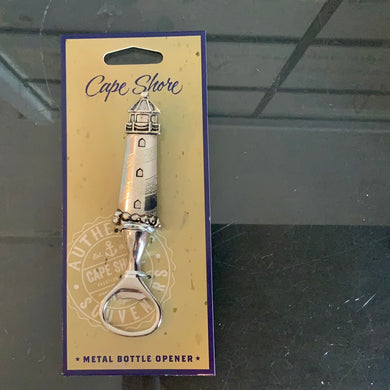 Cape Shore
AUTHENTIC
CAPE SHORE
SOUVENIRS
★ METAL BOTTLE OPENER ★